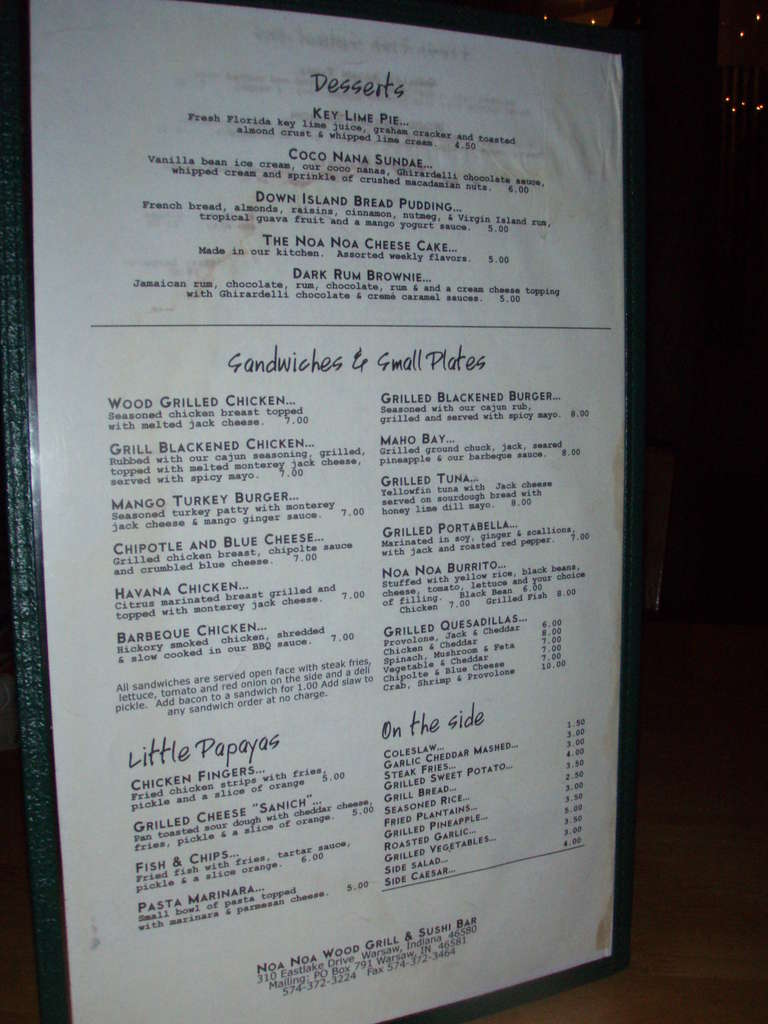 Desserts
KEY LIME PIE...
Fresh Florida key lime juice, graham cracker and toasted
almond crust & whipped lime cream. 4.50
COCO NANA SUNDAE...
Vanilla bean ice cream, our coco nanas, Ghirardelli chocolate sauce,
whipped cream and sprinkle of crushed macadamian nuts. 6.00
DOWN ISLAND BREAD PUDDING...
French bread, almonds, raisins, cinnamon, nutmeg, & Virgin Island rum,
tropical guava fruit and a mango yogurt sauce. 5.00
THE NOA NOA CHEESE CAKE...
Made in our kitchen. Assorted weekly flavors. 5.00
DARK RUM BROWNIE...
Jamaican rum, chocolate, rum, chocolate, rum & and a cream cheese topping
with Ghirardelli chocolate & cremé caramel sauces. 5.00
Sandwiches & Small Plates
WOOD GRILLED CHICKEN...
Seasoned chicken breast topped
with melted jack cheese. 7.00
GRILL BLACKENED CHICKEN...
Rubbed with our cajun seasoning, grilled,
topped with melted monterey jack cheese,
served with spicy mayo. 7.00
MANGO TURKEY BURGER...
Seasoned turkey patty with monterey
jack cheese & mango ginger sauce. 7.00
CHIPOTLE AND BLUE CHEESE...
Grilled chicken breast, chipolte sauce
and crumbled blue cheese. 7.00
HAVANA CHICKEN...
Citrus marinated breast grilled and
topped with monterey jack cheese. 7.00
BARBEQUE CHICKEN...
Hickory smoked chicken, shredded
& slow cooked in our BBQ sauce. 7.00
All sandwiches are served open face with steak fries,
lettuce, tomato and red onion on the side and a deli
pickle. Add bacon to a sandwich for 1.00 Add slaw to
any sandwich order at no charge.
GRILLED BLACKENED BURGER...
Seasoned with our cajun rub,
grilled and served with spicy mayo. 8.00
MAHO BAY...
Grilled ground chuck, jack, seared
pineapple & our barbeque sauce. 8.00
GRILLED TUNA...
Yellowfin tuna with Jack cheese
served on sourdough bread with
honey lime dill mayo. 8.00
GRILLED PORTABELLA...
Marinated in soy, ginger & scallions,
with jack and roasted red pepper. 7.00
NOA NOA BURRITO...
Stuffed with yellow rice, black beans,
cheese, tomato, lettuce and your choice
of filling. Black Bean 6.00
Chicken 7.00 Grilled Fish 8.00
GRILLED QUESADILLAS...
Provolone, Jack & Cheddar 6.00
Chicken & Cheddar 8.00
Spinach, Mushroom & Feta 7.00
Vegetable & Cheddar 7.00
Chipolte & Blue Cheese 7.00
Crab, Shrimp & Provolone 10.00
Little Papayas
CHICKEN FINGERS...
Fried chicken strips with fries,
pickle and a slice of orange 5.00
GRILLED CHEESE "SANICH"...
Pan toasted sour dough with cheddar cheese,
fries, pickle & a slice of orange. 5.00
FISH & CHIPS...
Fried fish with fries, tartar sauce,
pickle & a slice orange. 6.00
PASTA MARINARA...
Small bowl of pasta topped
with marinara & parmesan cheese. 5.00
On the side
COLESLAW... 1.50
GARLIC CHEDDAR MASHED... 3.00
STEAK FRIES... 3.00
GRILLED SWEET POTATO... 4.00
GRILL BREAD... 3.50
SEASONED RICE... 2.50
FRIED PLANTAINS... 3.00
GRILLED PINEAPPLE... 3.50
ROASTED GARLIC... 5.00
GRILLED VEGETABLES... 3.50
SIDE SALAD... 3.00
SIDE CAESAR... 4.00
NOA NOA WOOD GRILL & SUSHI BAR
310 Eastlake Drive Warsaw, Indiana 46580
Mailing: PO Box 791 Warsaw, IN 46581
574-372-3224 Fax 574-372-3464